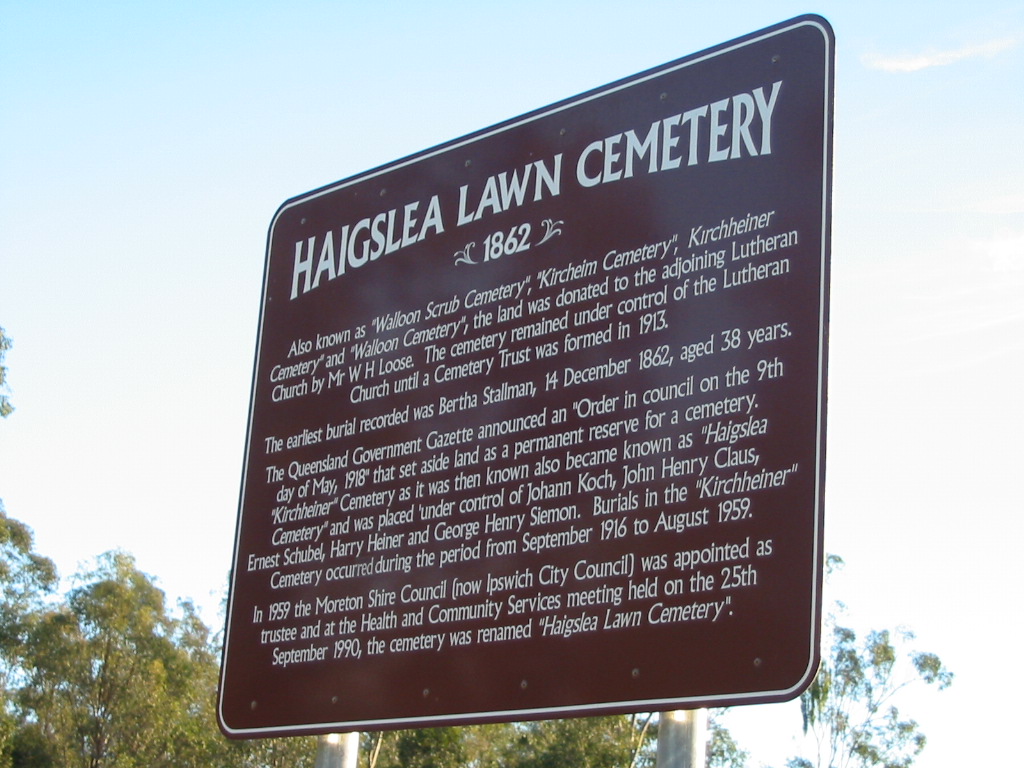 HAIGSLEA LAWN CEMETERY
1862
Also known as "Walloon Scrub Cemetery", "Kircheim Cemetery", Kirchheiner
Cemetery" and "Walloon Cemetery", the land was donated to the adjoining Lutheran
Church by Mr W H Loose. The cemetery remained under control of the Lutheran
Church until a Cemetery Trust was formed in 1913.
The earliest burial recorded was Bertha Stallman, 14 December 1862, aged 38 years.
The Queensland Government Gazette announced an "Order in council on the 9th
day of May, 1918" that set aside land as a permanent reserve for a cemetery.
"Kirchheiner" Cemetery as it was then known also became known as "Haigslea
Cemetery" and was placed 'under control of Johann Koch, John Henry Claus,
Ernest Schubel, Harry Heiner and George Henry Siemon. Burials in the "Kirchheiner"
Cemetery occurred during the period from September 1916 to August 1959.
In 1959 the Moreton Shire Council (now Ipswich City Council) was appointed as
trustee and at the Health and Community Services meeting held on the 25th
September 1990, the cemetery was renamed "Haigslea Lawn Cemetery".